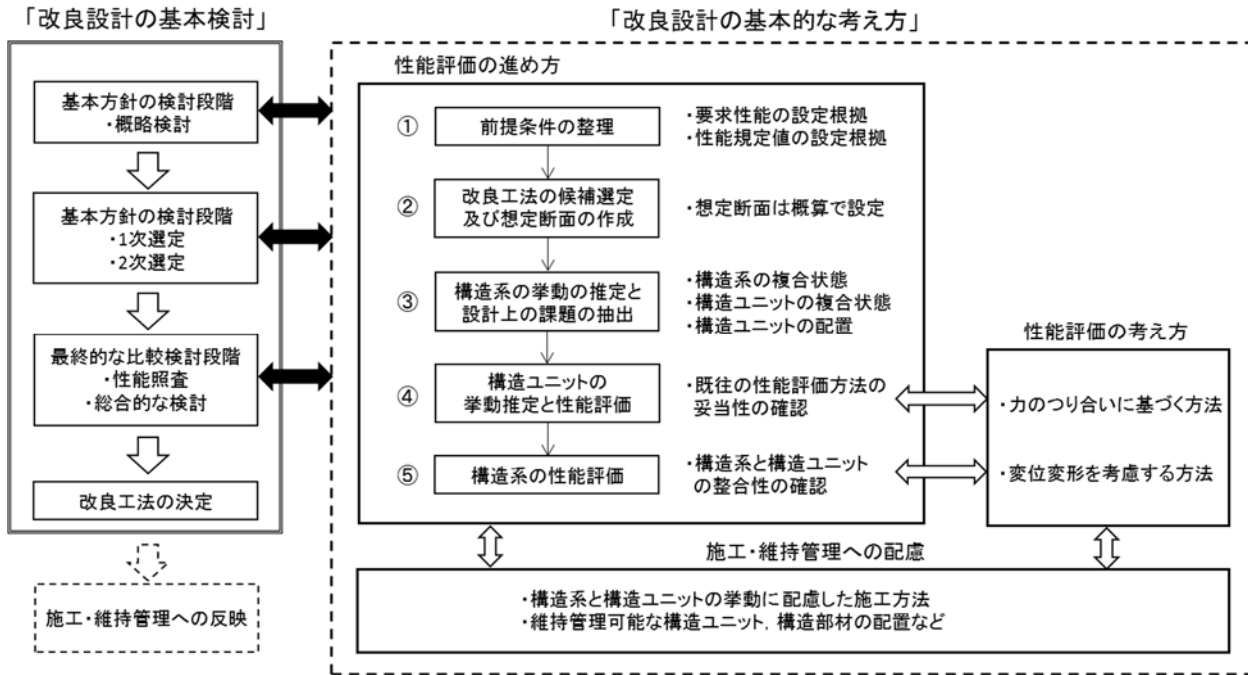 「改良設計の基本検討」
基本方針の検討段階
・概略検討
基本方針の検討段階
・1次選定
・2次選定
最終的な比較検討段階
・性能照査
・総合的な検討
改良工法の決定
施工・維持管理への反映
「改良設計の基本的な考え方」
性能評価の進め方
①
前提条件の整理
・要求性能の設定根拠
・性能規定値の設定根拠
②
改良工法の候補選定
及び想定断面の作成
・想定断面は概算で設定
③
構造系の挙動の推定と
設計上の課題の抽出
・構造系の複合状態
・構造ユニットの複合状態
・構造ユニットの配置
④
構造ユニットの
挙動推定と性能評価
・既往の性能評価方法の
妥当性の確認
⑤
構造系の性能評価
・構造系と構造ユニット
の整合性の確認
性能評価の考え方
・力のつり合いに基づく方法
・変位変形を考慮する方法
施工・維持管理への配慮
・構造系と構造ユニットの挙動に配慮した施工方法
・維持管理可能な構造ユニット，構造部材の配置など